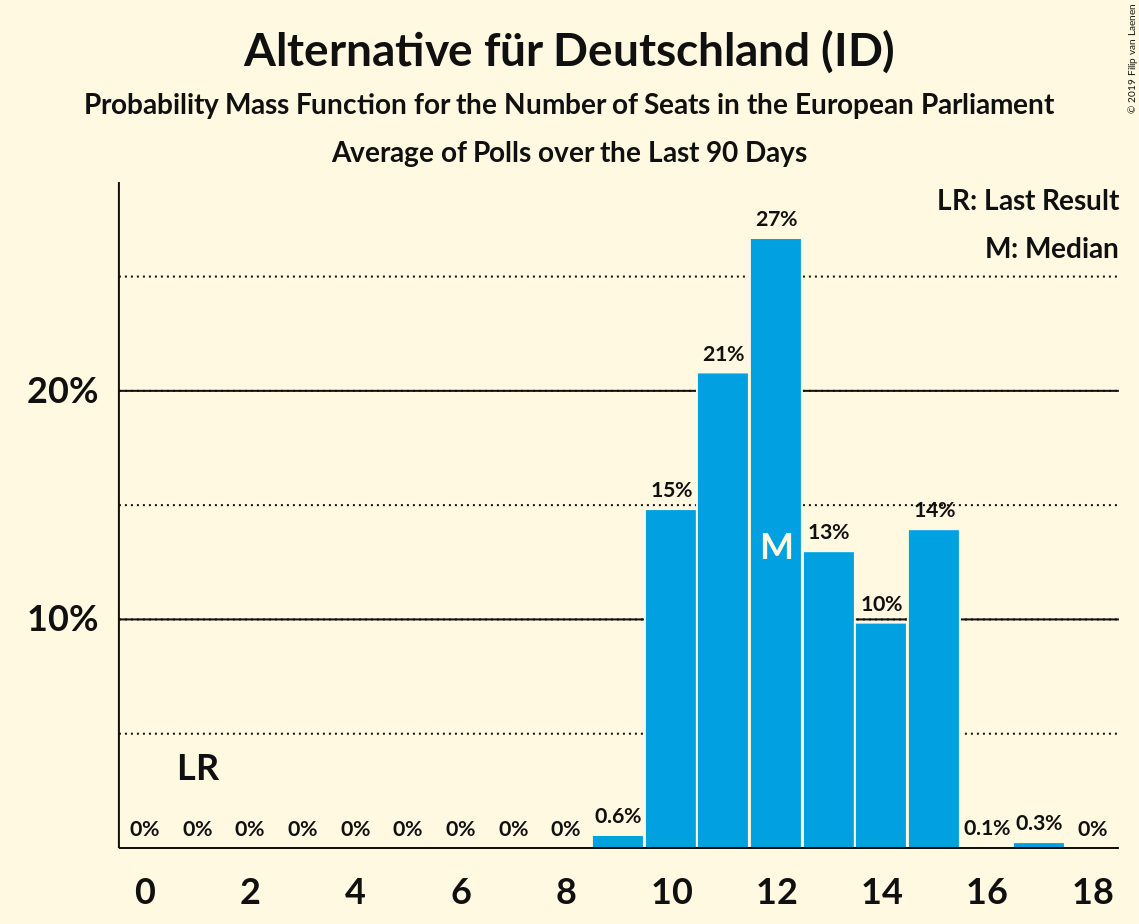 Alternative für Deutschland (ID)
Probability Mass Function for the Number of Seats in the European Parliament
Average of Polls over the Last 90 Days
© 2019 Filip van Laenen
LR: Last Result
M: Median
27%
21%
20%
15%
14%
13%
M
10%
10%
LR
0% 0% 0% 0% 0% 0% 0% 0% 0% 0.6% 0.1% 0.3% 0%
0 2 4 6 8 10 12 14 16 18